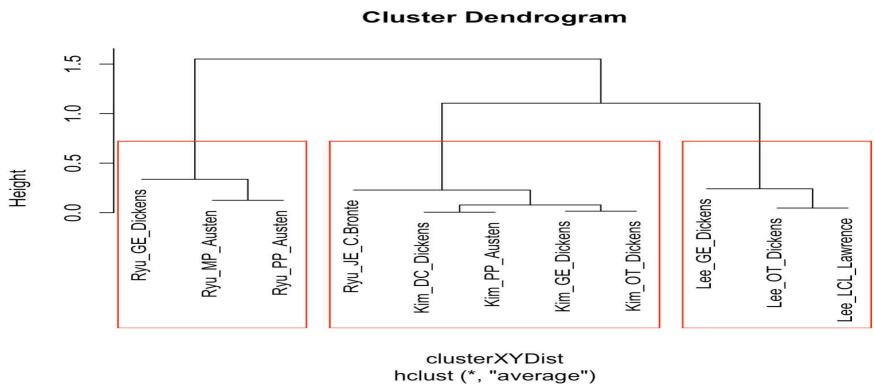 Cluster Dendrogram
Height
1.5
1.0
0.5
0.0
Ryu_GE_Dickens
Ryu_MP_Austen
Ryu_PP_Austen
Ryu_JE_C.Bronte
Kim_DC_Dickens
Kim_PP_Austen
Kim_GE_Dickens
Kim_OT_Dickens
Lee_GE_Dickens
Lee_OT_Dickens
Lee_LCL_Lawrence
clusterXYDist
hclust (*, "average")